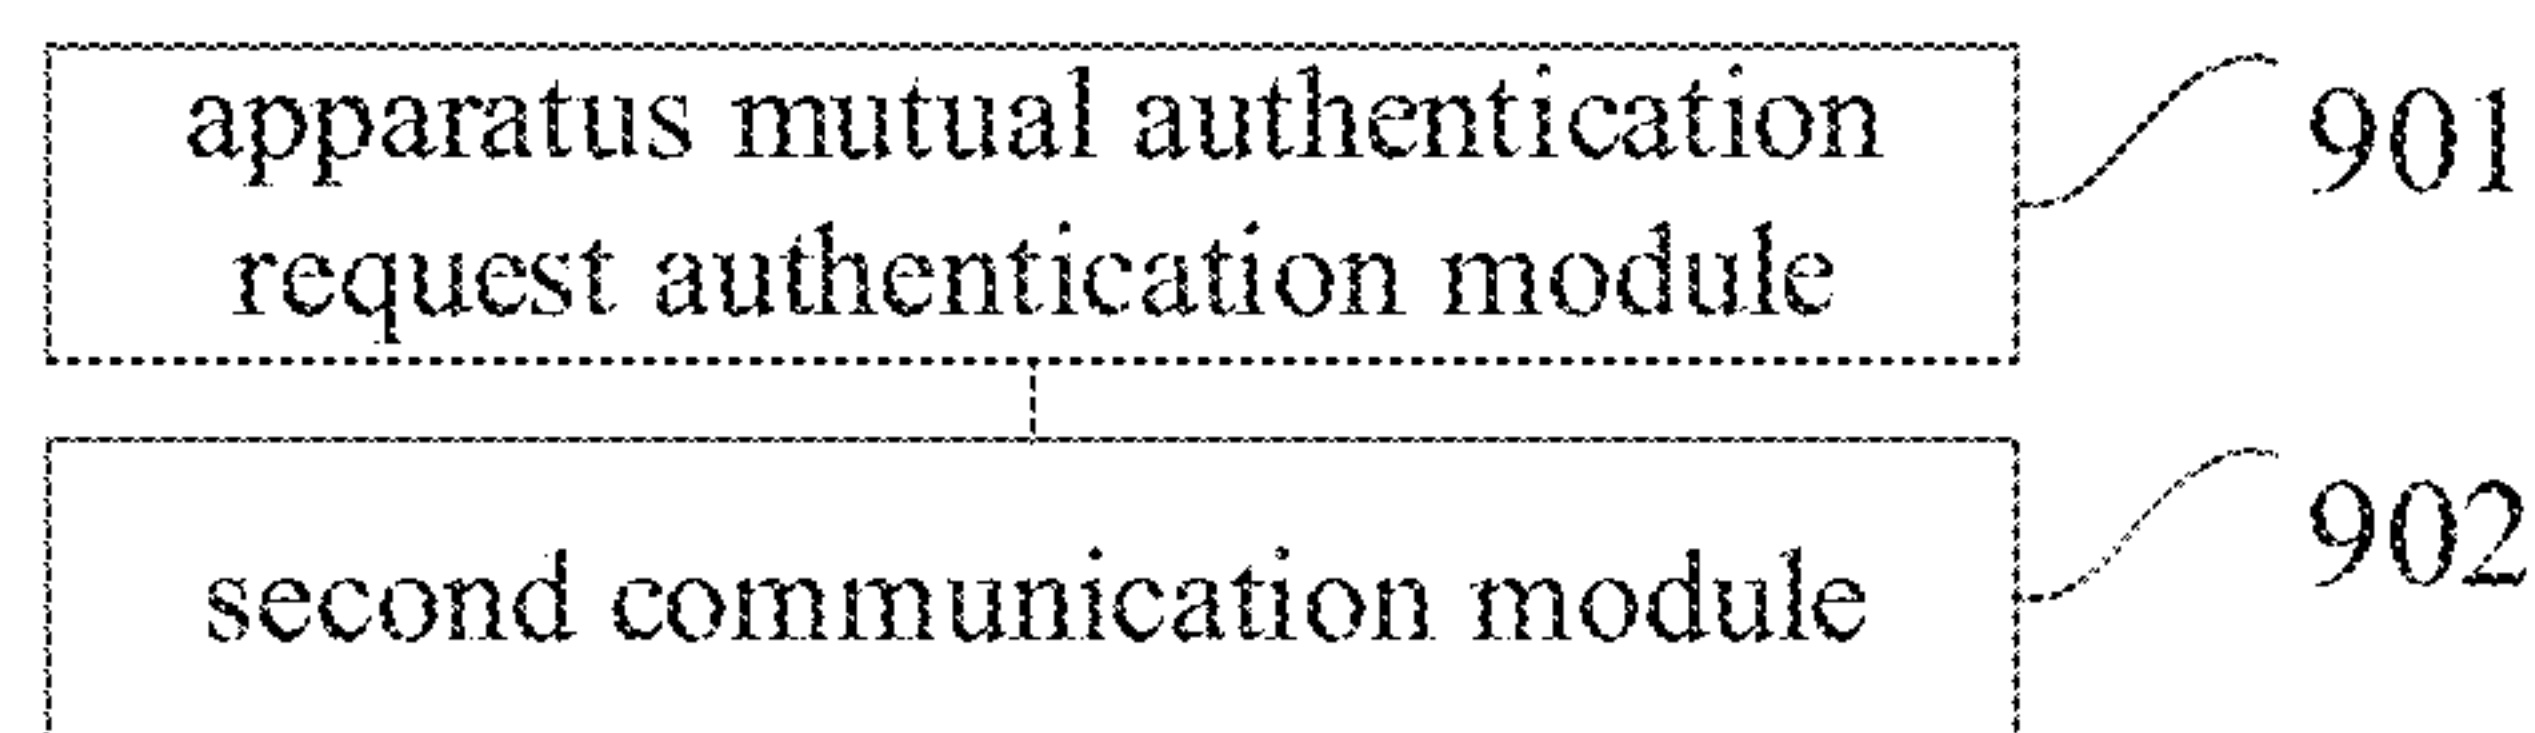 apparatus mutual authentication 901
request authentication module
second communication module 902